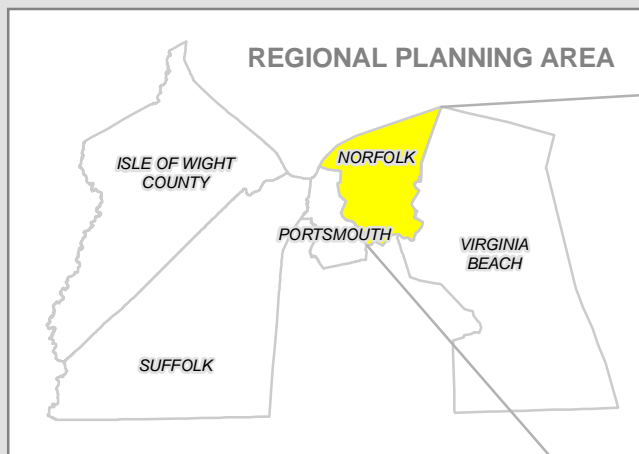 REGIONAL PLANNING AREA
ISLE OF WIGHT
COUNTY
NORFOLK
PORTSMOUTH
VIRGINIA
BEACH
SUFFOLK